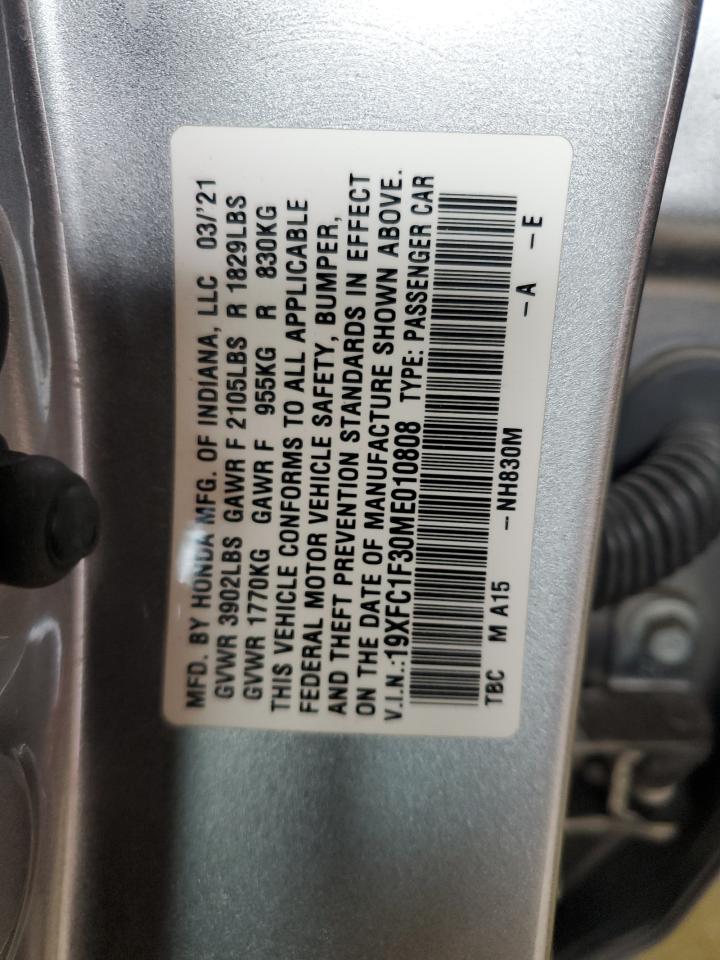 MFD. BY HONDA MFG. OF INDIANA, LLC 03/'21
GVWR 3902LBS GAWR F 2105LBS R 1829LBS
GVWR 1770KG GAWR F 955KG R 830KG
THIS VEHICLE CONFORMS TO ALL APPLICABLE
FEDERAL MOTOR VEHICLE SAFETY, BUMPER,
AND THEFT PREVENTION STANDARDS IN EFFECT
ON THE DATE OF MANUFACTURE SHOWN ABOVE.
V.I.N.:19XFC1F30ME010808 TYPE: PASSENGER CAR
TBC M A15 -NH830M -A -E